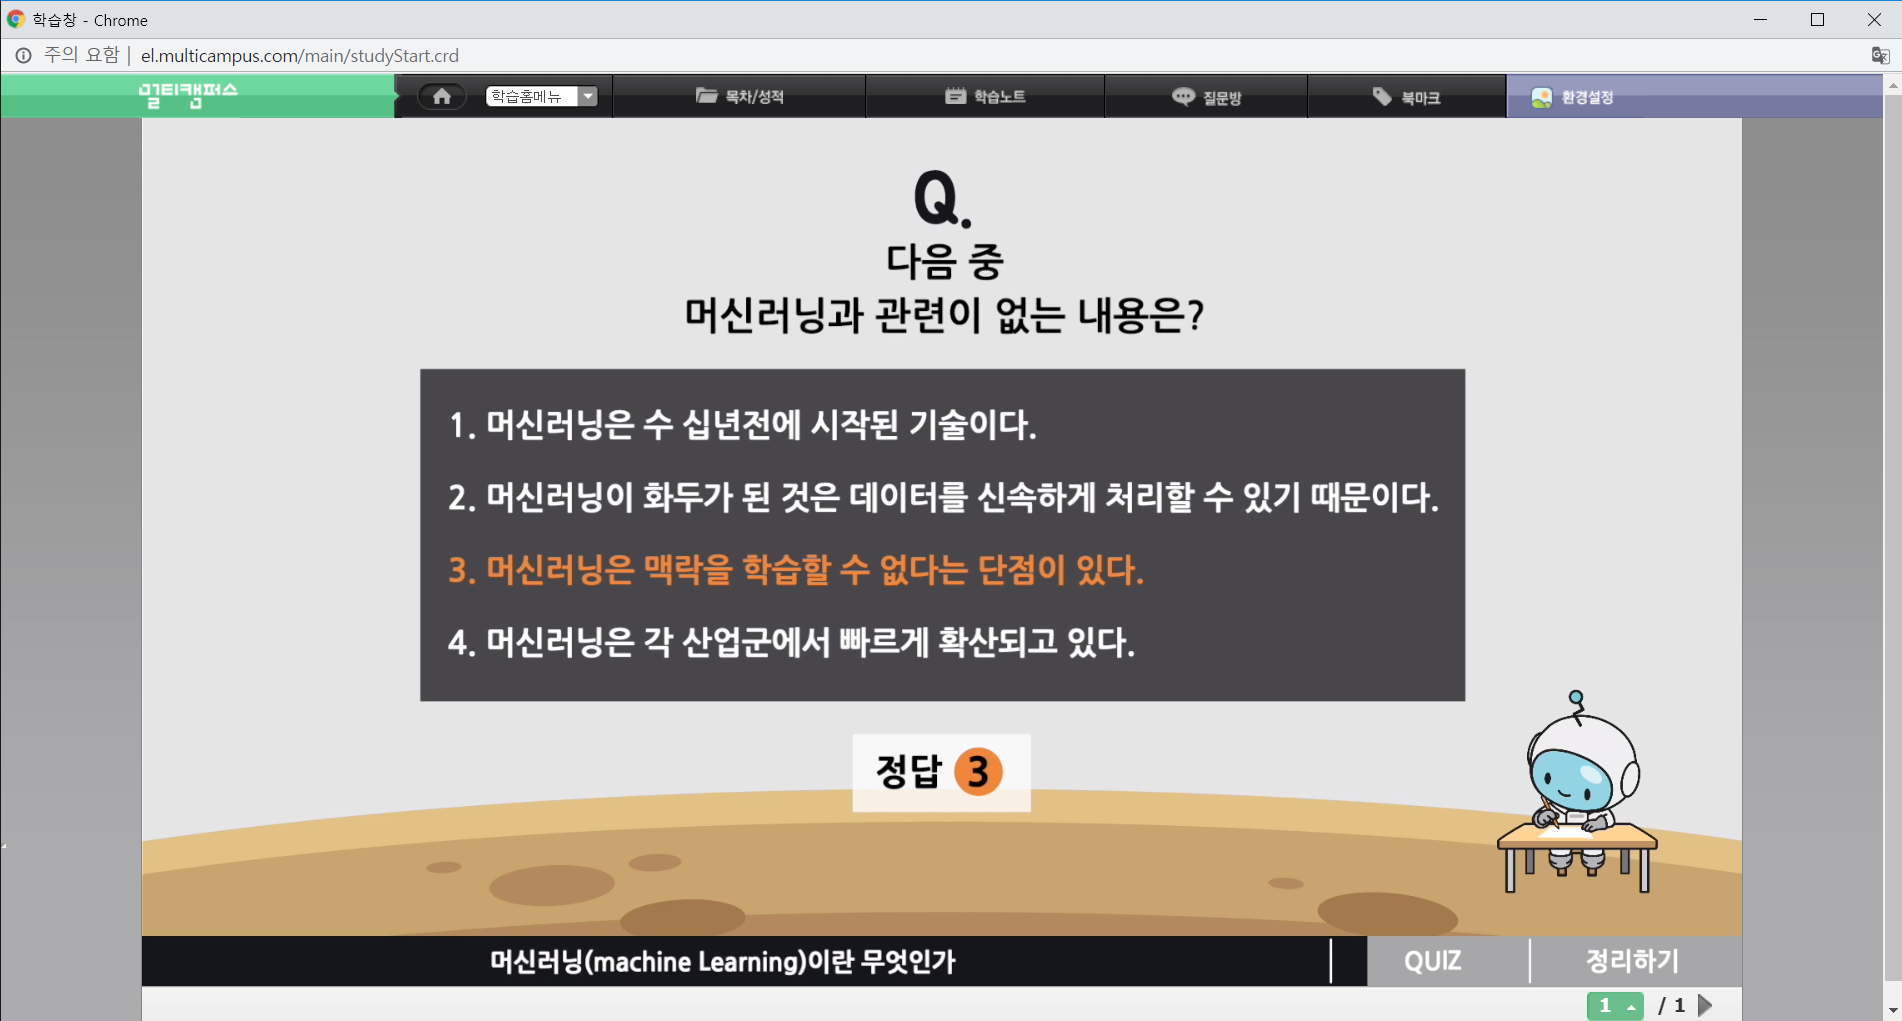 학습창 - Chrome
주의 요함 | el.multicampus.com/main/studyStart.crd
멀티캠퍼스 학습홈메뉴 목차/성적 학습노트 질문방 북마크 환경설정
Q.
다음 중
머신러닝과 관련이 없는 내용은?
1. 머신러닝은 수 십년전에 시작된 기술이다.
2. 머신러닝이 화두가 된 것은 데이터를 신속하게 처리할 수 있기 때문이다.
3. 머신러닝은 맥락을 학습할 수 없다는 단점이 있다.
4. 머신러닝은 각 산업군에서 빠르게 확산되고 있다.
정답 3
머신러닝(machine Learning)이란 무엇인가 QUIZ 정리하기
1 / 1